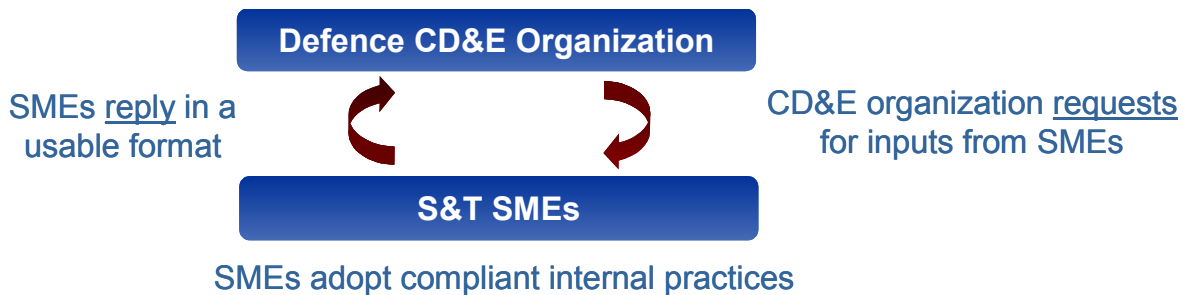 Defence CD&E Organization
SMEs reply in a
usable format
CD&E organization requests
for inputs from SMEs
S&T SMEs
SMEs adopt compliant internal practices